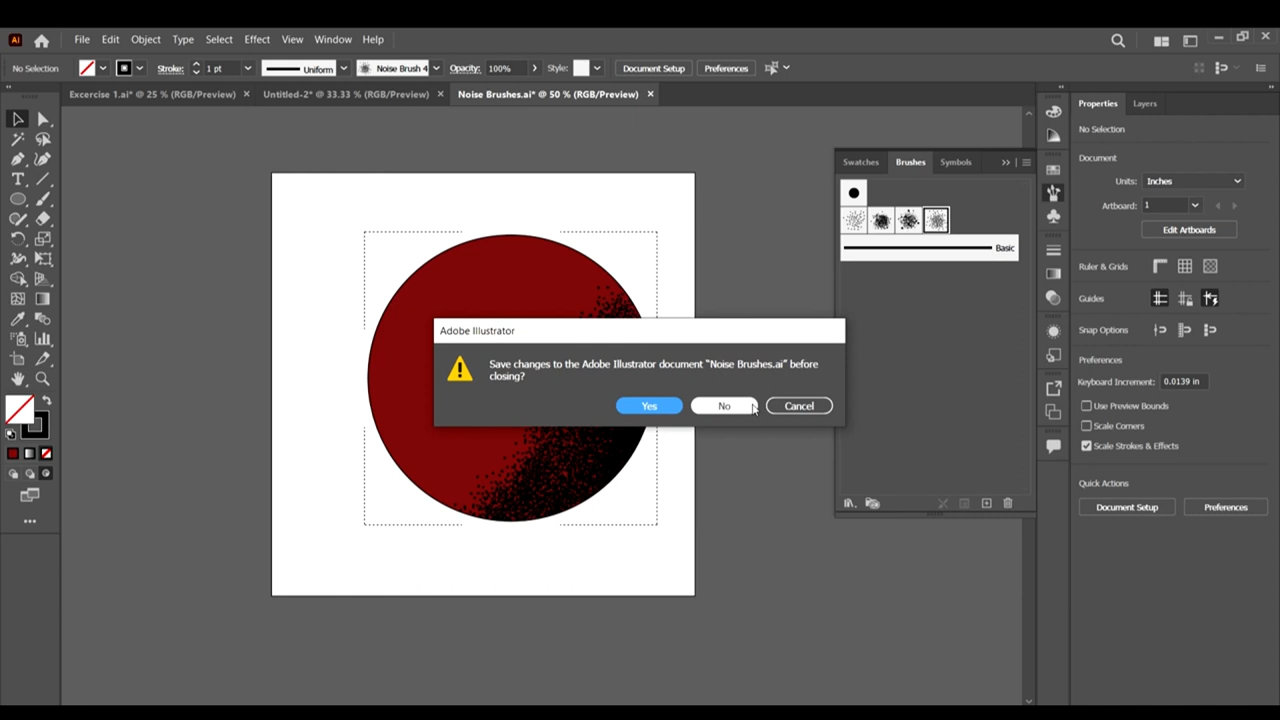 Ai File Edit Object Type Select Effect View Window Help
No Selection Stroke: 1 pt Uniform Noise Brush 4 Opacity: 100% Style: Document Setup Preferences
Excercise 1.ai* @ 25 % (RGB/Preview) Untitled-2* @ 33.33 % (RGB/Preview) Noise Brushes.ai* @ 50 % (RGB/Preview)
Properties Layers
No Selection
Document
Units: Inches
Artboard: 1
Edit Artboards
Ruler & Grids
Guides
Snap Options
Preferences
Keyboard Increment: 0.0139 in
Use Preview Bounds
Scale Corners
Scale Strokes & Effects
Quick Actions
Document Setup Preferences
Swatches Brushes Symbols
Basic
Adobe Illustrator
Save changes to the Adobe Illustrator document "Noise Brushes.ai" before
closing?
Yes No Cancel